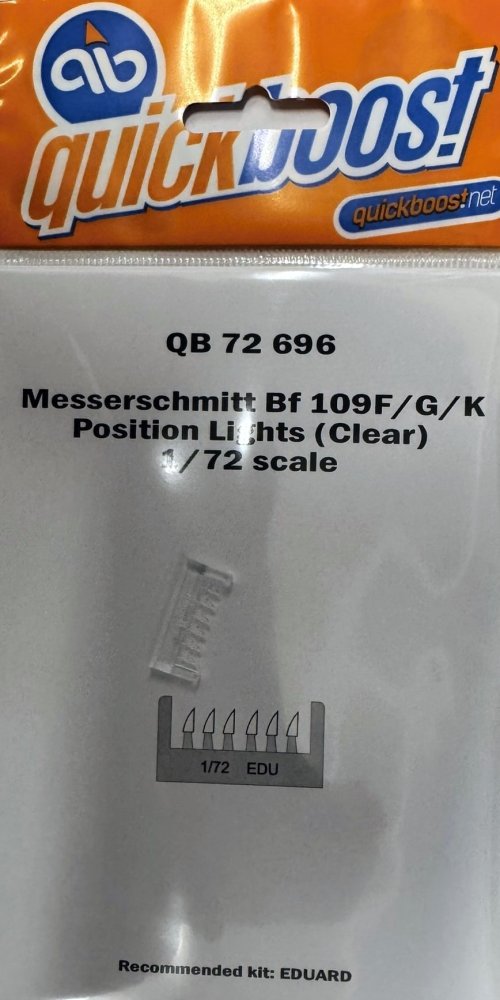 qb
quickboost
quickboost.net
QB 72 696
Messerschmitt Bf 109F/G/K
Position Lights (Clear)
1/72 scale
1/72 EDU
Recommended kit: EDUARD